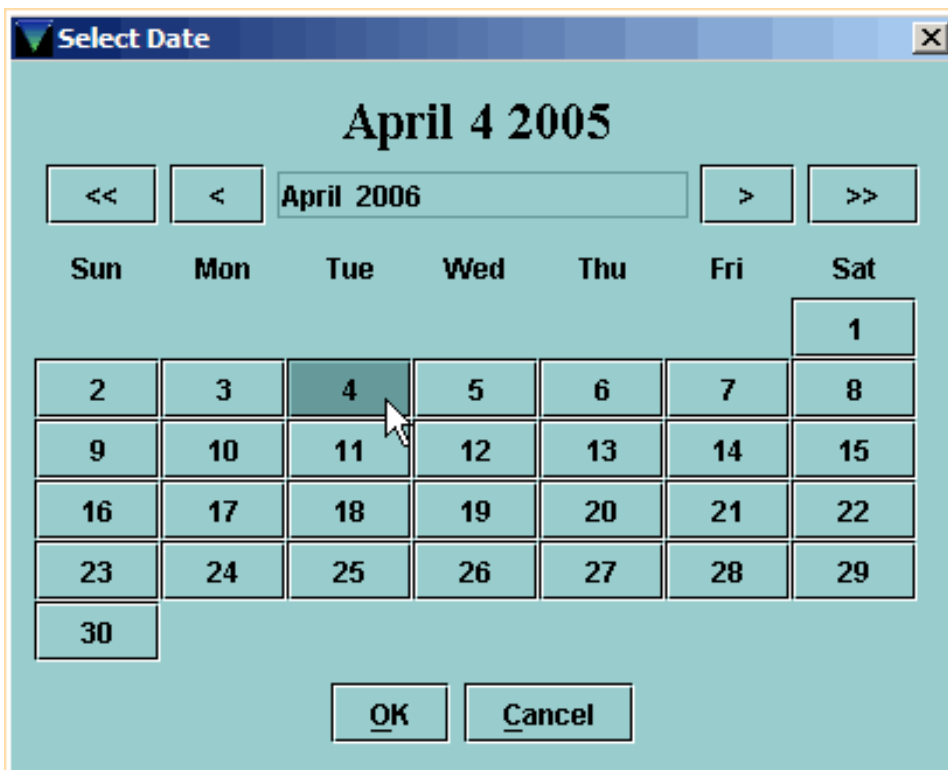 Select Date
April 4 2005
<< < April 2006 > >>
Sun Mon Tue Wed Thu Fri Sat
1
2 3 4 5 6 7 8
9 10 11 12 13 14 15
16 17 18 19 20 21 22
23 24 25 26 27 28 29
30
OK Cancel